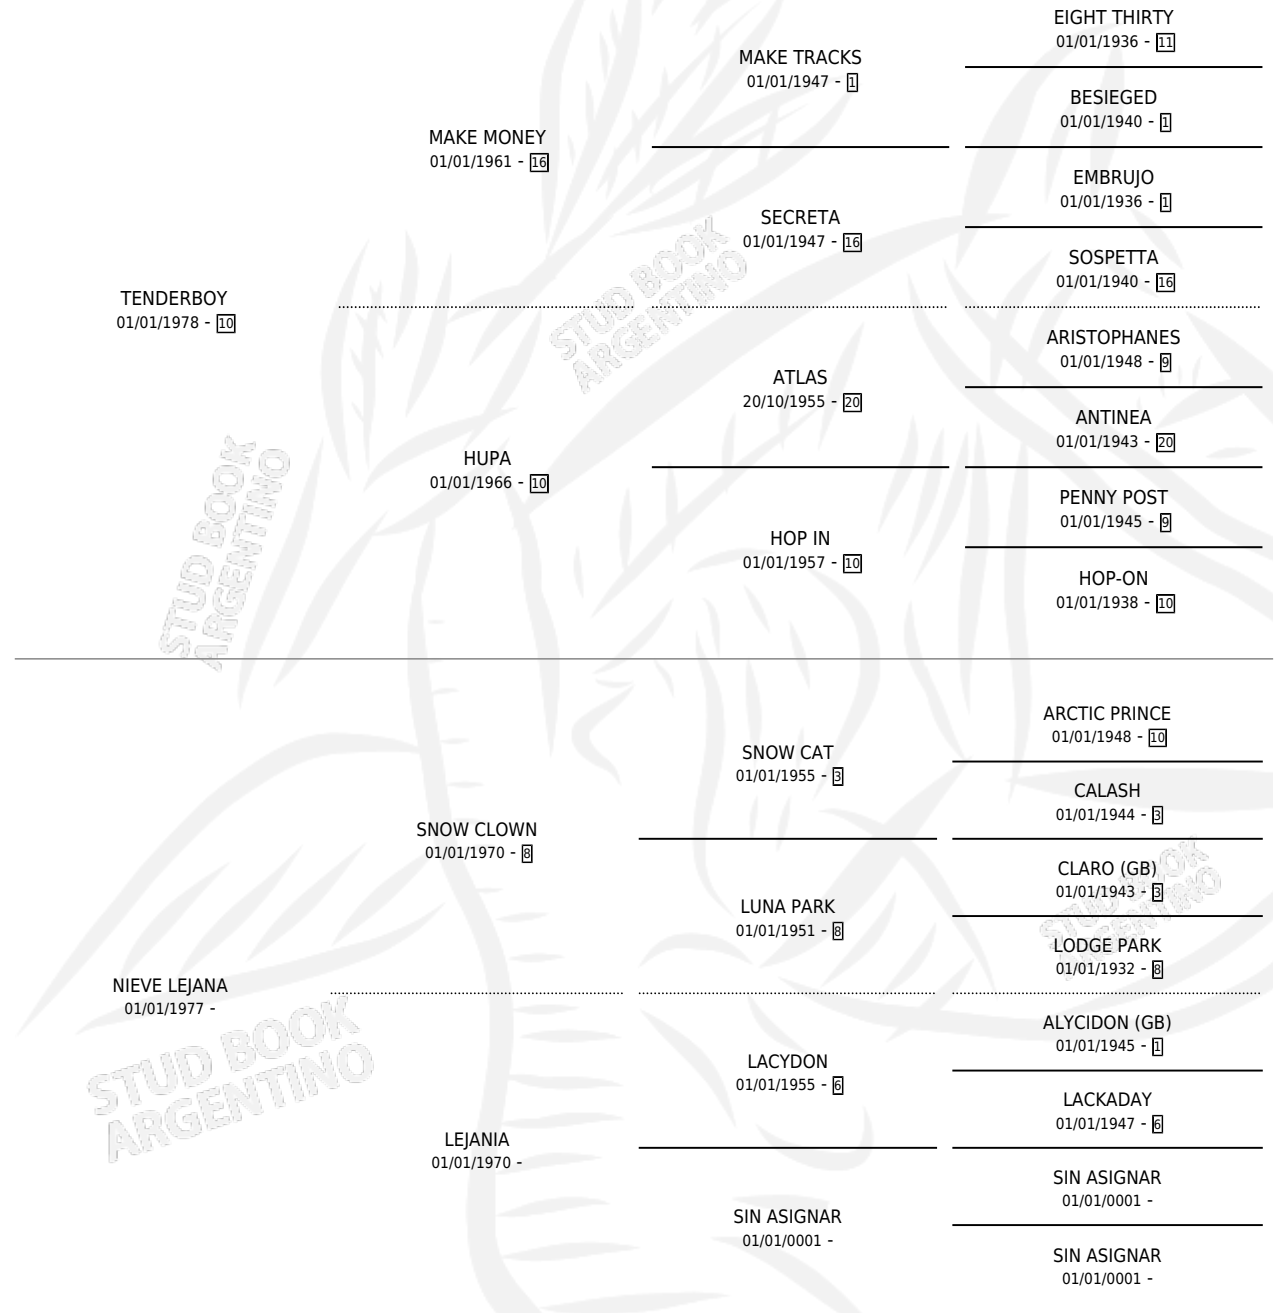 EIGHT THIRTY
01/01/1936 - 11
MAKE TRACKS
01/01/1947 - 1
BESIEGED
01/01/1940 - 1
MAKE MONEY
01/01/1961 - 16
EMBRUJO
01/01/1936 - 1
SECRETA
01/01/1947 - 16
SOSPETTA
01/01/1940 - 16
TENDERBOY
01/01/1978 - 10
ARISTOPHANES
01/01/1948 - 9
ATLAS
20/10/1955 - 20
ANTINEA
01/01/1943 - 20
HUPA
01/01/1966 - 10
PENNY POST
01/01/1945 - 9
HOP IN
01/01/1957 - 10
HOP-ON
01/01/1938 - 10
STUD BOOK
ARGENTINO
STUD BOOK
ARGENTINO
ARCTIC PRINCE
01/01/1948 - 10
SNOW CAT
01/01/1955 - 3
CALASH
01/01/1944 - 3
SNOW CLOWN
01/01/1970 - 8
CLARO (GB)
01/01/1943 - 3
LUNA PARK
01/01/1951 - 8
LODGE PARK
01/01/1932 - 8
NIEVE LEJANA
01/01/1977 -
ALYCIDON (GB)
01/01/1945 - 1
LACYDON
01/01/1955 - 6
LACKADAY
01/01/1947 - 6
LEJANIA
01/01/1970 -
SIN ASIGNAR
01/01/0001 -
SIN ASIGNAR
01/01/0001 -
SIN ASIGNAR
01/01/0001 -
STUD BOOK
ARGENTINO
STUD BOOK
ARGENTINO